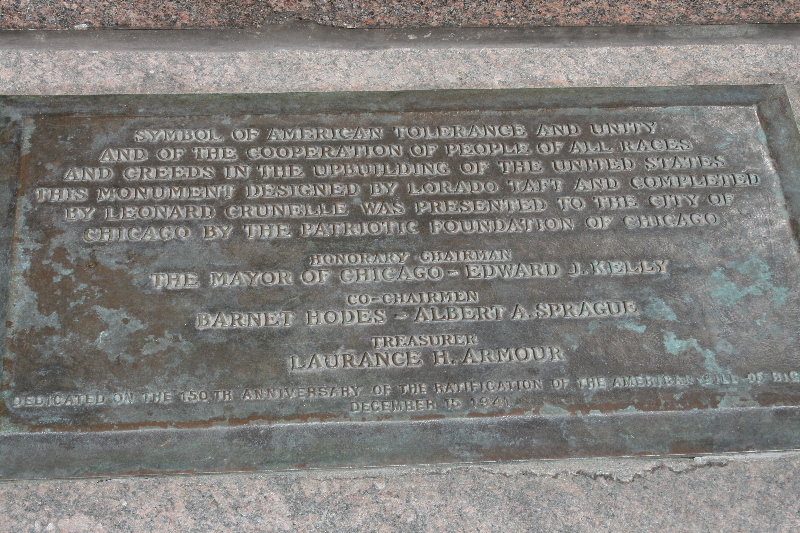 SYMBOL OF AMERICAN TOLERANCE AND UNITY
AND OF THE COOPERATION OF PEOPLE OF ALL RACES
AND CREEDS IN THE UPBUILDING OF THE UNITED STATES
THIS MONUMENT DESIGNED BY LORADO TAFT AND COMPLETED
BY LEONARD CRUNELLE WAS PRESENTED TO THE CITY OF
CHICAGO BY THE PATRIOTIC FOUNDATION OF CHICAGO
HONORARY CHAIRMAN
THE MAYOR OF CHICAGO - EDWARD J. KELLY
CO-CHAIRMEN
BARNET HODES - ALBERT A. SPRAGUE
TREASURER
LAURANCE H. ARMOUR
DEDICATED ON THE 150TH ANNIVERSARY OF THE RATIFICATION OF THE AMERICAN BILL OF
DECEMBER 15 1941